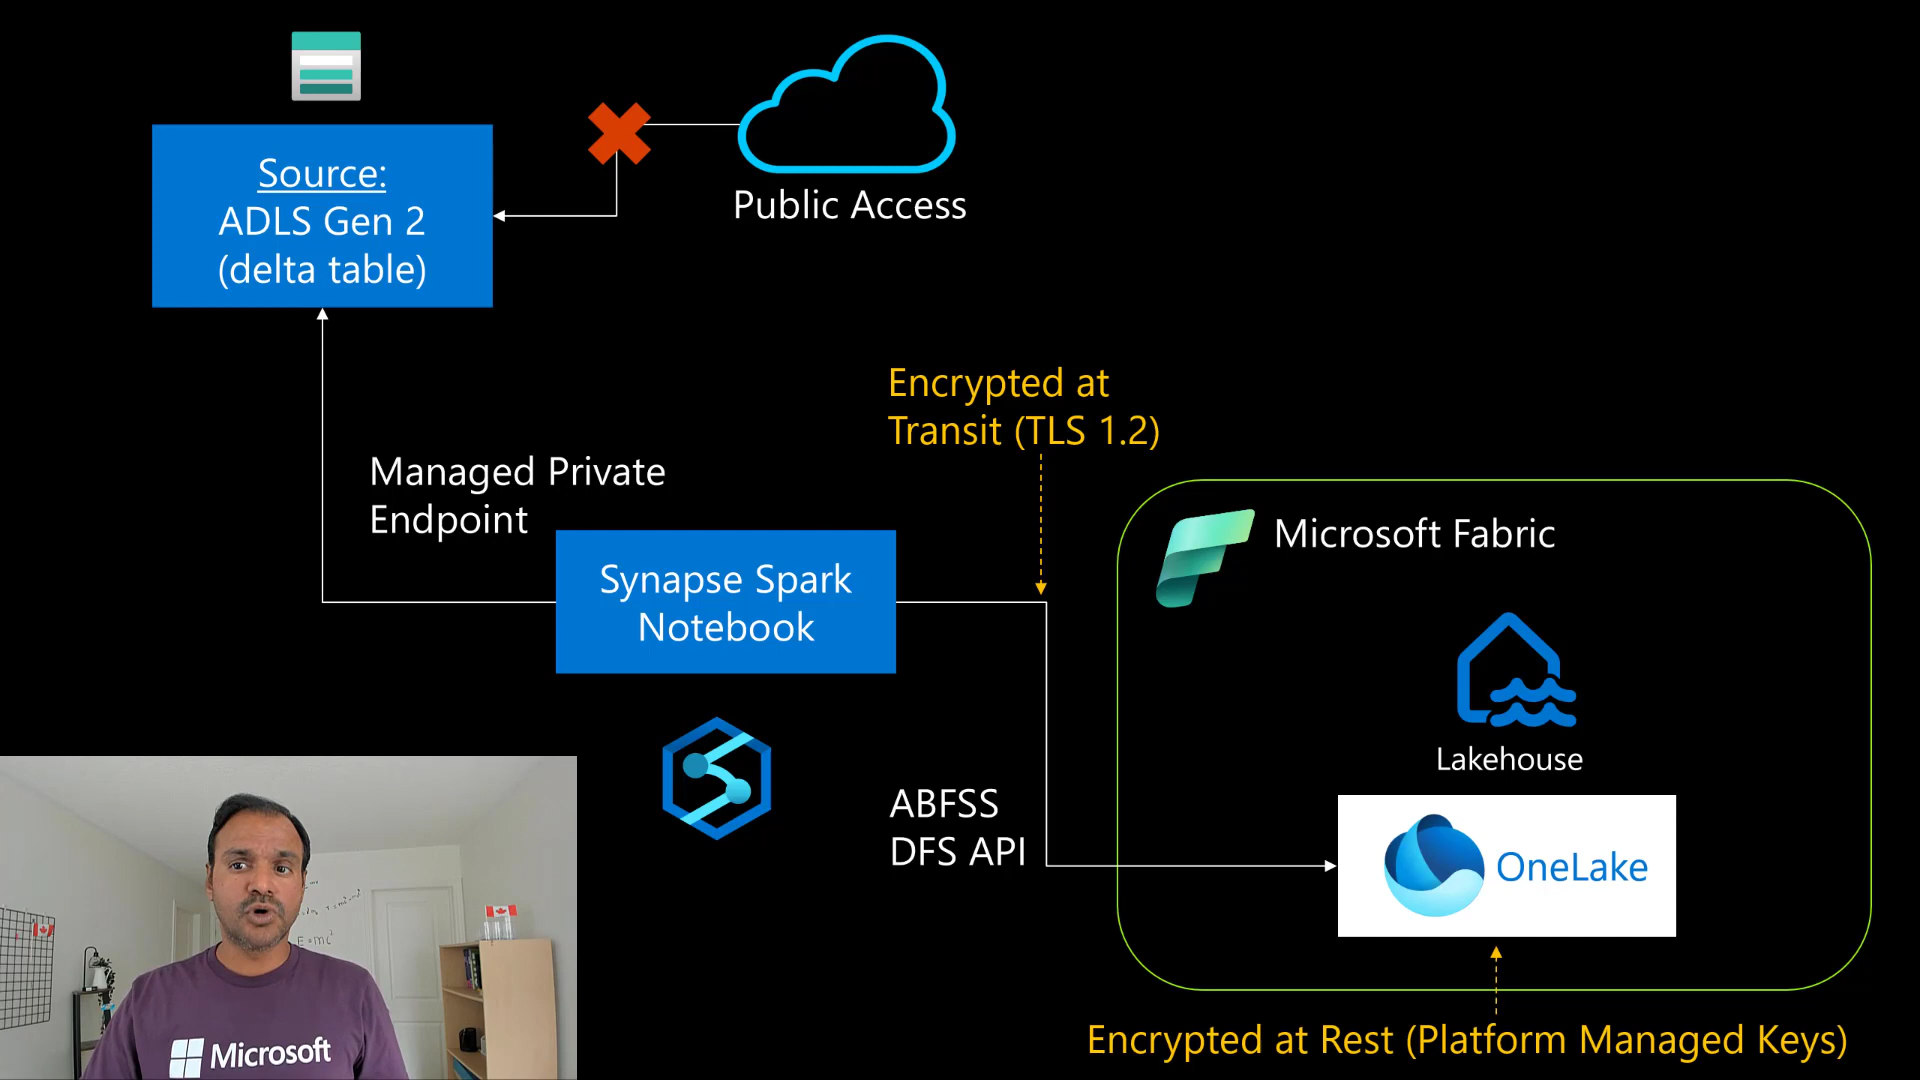 Source:
ADLS Gen 2
(delta table)
Public Access
Encrypted at
Transit (TLS 1.2)
Managed Private
Endpoint
Synapse Spark
Notebook
Microsoft Fabric
Lakehouse
ABFSS
DFS API
OneLake
Encrypted at Rest (Platform Managed Keys)
E=mc²
Microsoft